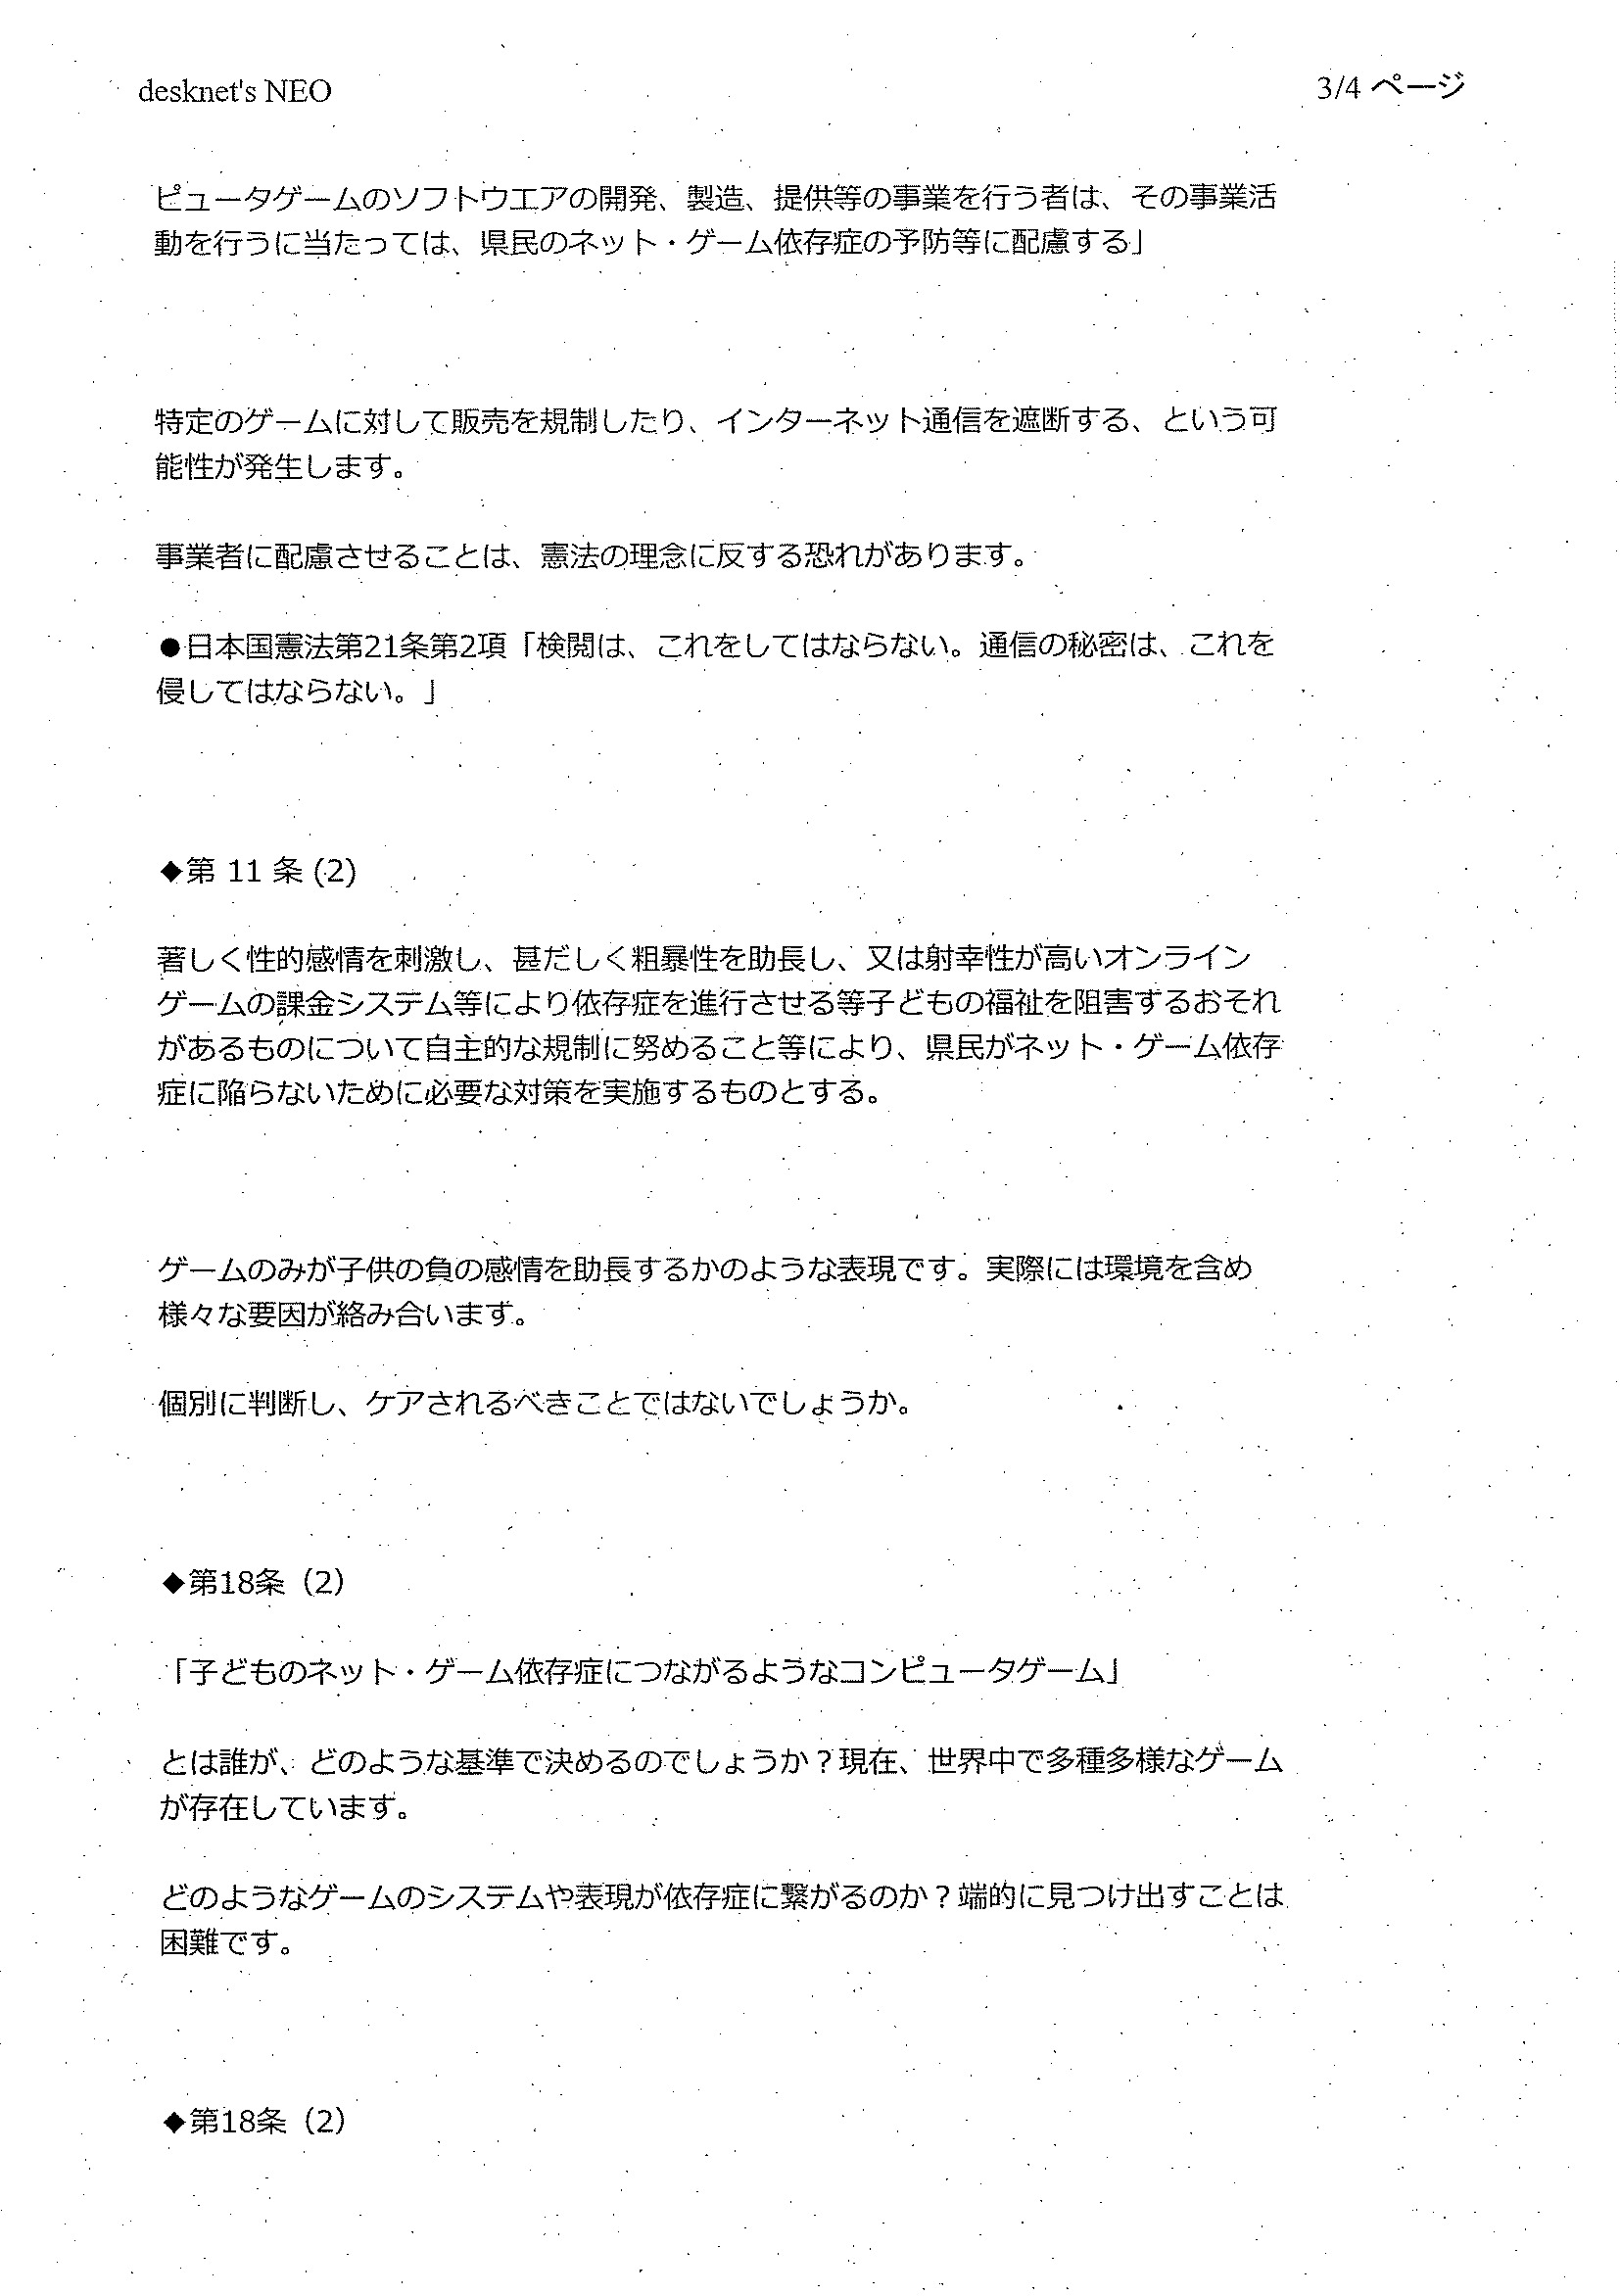 desknet's NEO
3/4 ページ
ピュータゲームのソフトウエアの開発、製造、提供等の事業を行う者は、その事業活
動を行うに当たっては、県民のネット・ゲーム依存症の予防等に配慮する」
特定のゲームに対して販売を規制したり、インターネット通信を遮断する、という可
能性が発生します。
事業者に配慮させることは、憲法の理念に反する恐れがあります。
●日本国憲法第21条第2項「検閲は、これをしてはならない。通信の秘密は、これを
侵してはならない。」
◆第 11 条 (2)
著しく性的感情を刺激し、甚だしく粗暴性を助長し、又は射幸性が高いオンライン
ゲームの課金システム等により依存症を進行させる等子どもの福祉を阻害するおそれ
があるものについて自主的な規制に努めること等により、県民がネット・ゲーム依存
症に陥らないために必要な対策を実施するものとする。
ゲームのみが子供の負の感情を助長するかのような表現です。実際には環境を含め
様々な要因が絡み合います。
個別に判断し、ケアされるべきことではないでしょうか。
◆第18条（2）
「子どものネット・ゲーム依存症につながるようなコンピュータゲーム」
とは誰が、どのような基準で決めるのでしょうか？現在、世界中で多種多様なゲーム
が存在しています。
どのようなゲームのシステムや表現が依存症に繋がるのか？端的に見つけ出すことは
困難です。
◆第18条（2）